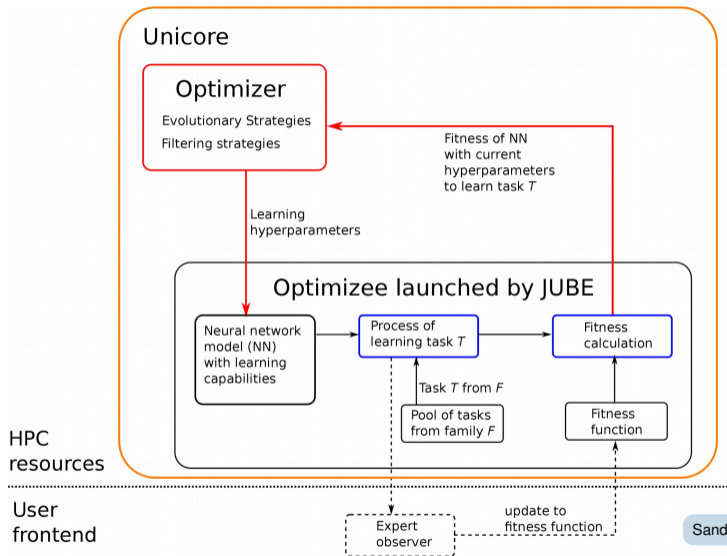 Unicore
Optimizer
Evolutionary Strategies
Filtering strategies
Fitness of NN
with current
hyperparameters
to learn task T
Learning
hyperparameters
Optimizee launched by JUBE
Neural network
model (NN)
with learning
capabilities
Process of
learning task T
Fitness
calculation
Task T from F
Pool of tasks
from family F
Fitness
function
HPC
resources
User
frontend
Expert
observer
update to
fitness function
Sand